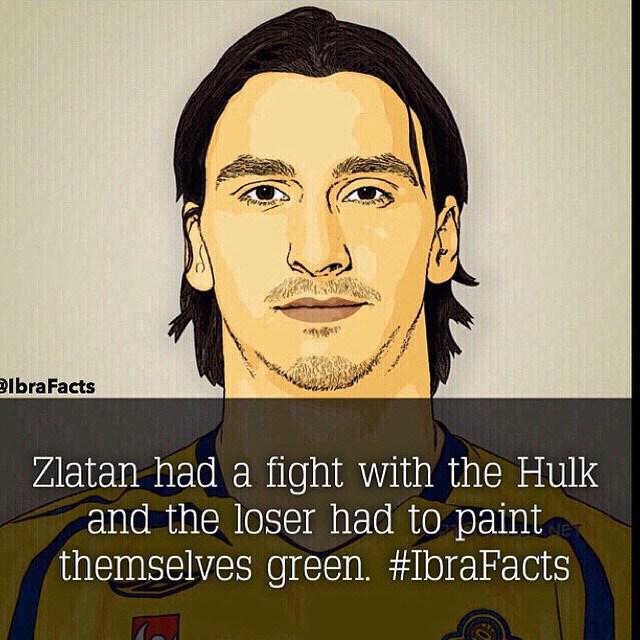 @IbraFacts
Zlatan had a fight with the Hulk
and the loser had to paint
themselves green. #IbraFacts